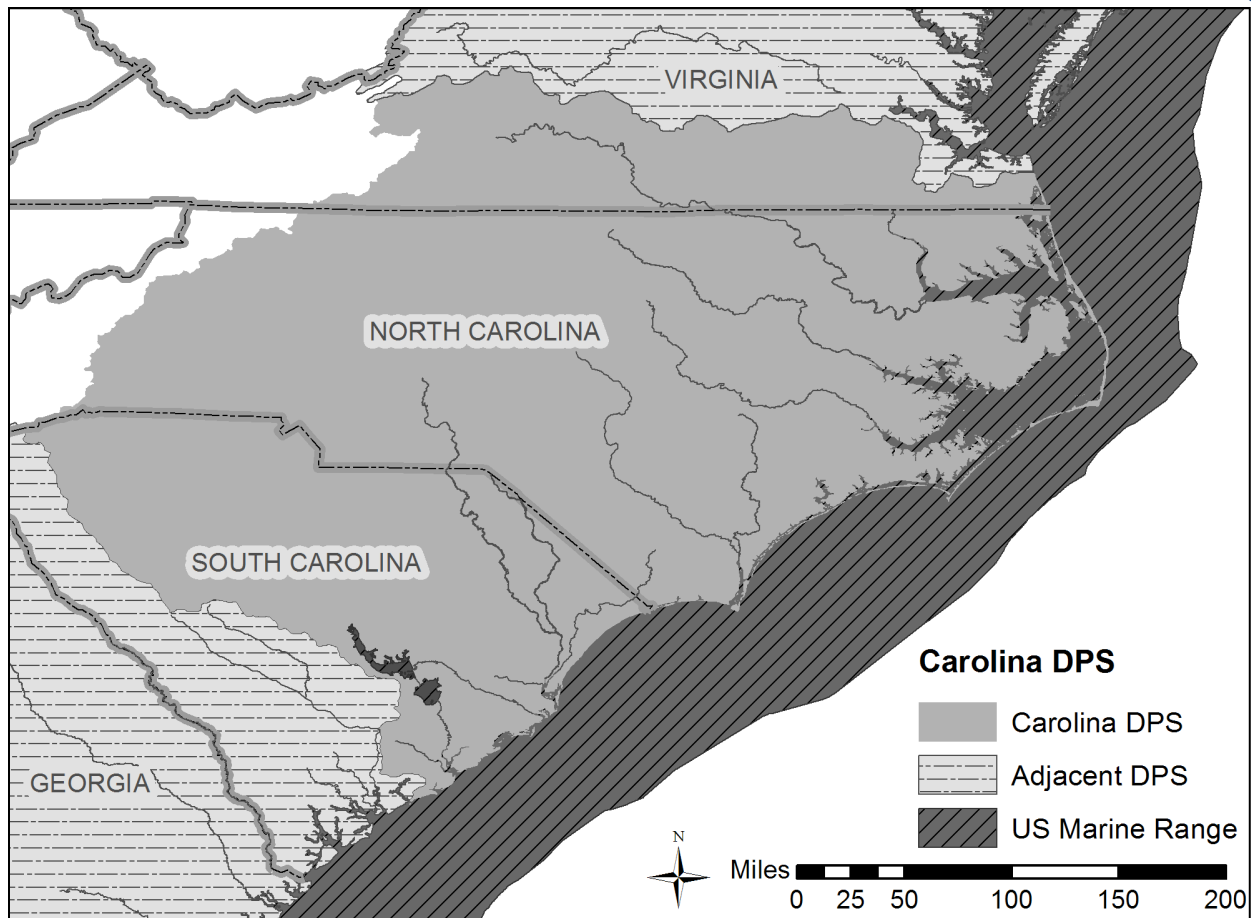 VIRGINIA
NORTH CAROLINA
SOUTH CAROLINA
GEORGIA
Carolina DPS
Carolina DPS
Adjacent DPS
US Marine Range
N
Miles
0 25 50 100 150 200